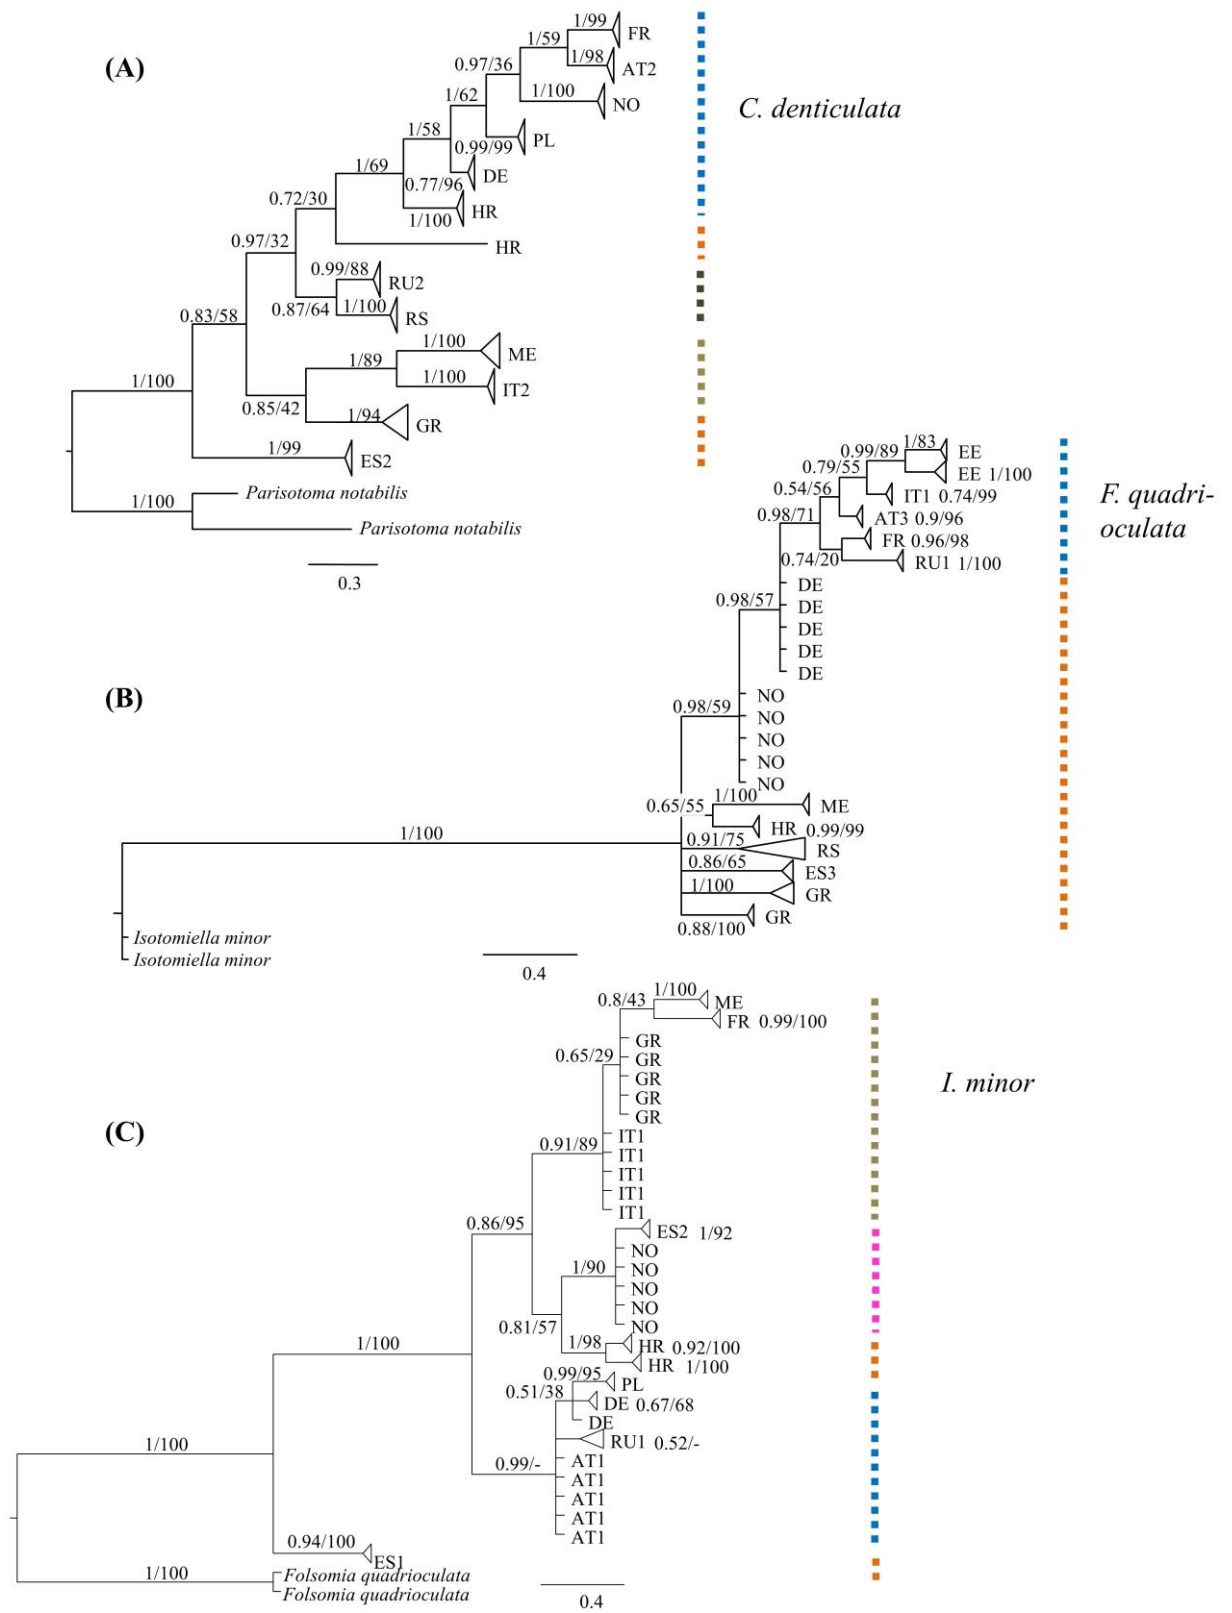 (A)
1/99
FR
1/59
1/98
AT2
0.97/36
1/100
NO
1/62
C. denticulata
1/58
0.99/99
PL
1/69
DE
0.77/96
0.72/30
HR
1/100
0.97/32
HR
0.99/88
RU2
0.87/64
1/100
RS
0.83/58
1/100
ME
1/89
1/100
IT2
1/100
0.85/42
1/94
GR
1/99
ES2
1/100
Parisotoma notabilis
Parisotoma notabilis
0.3
(B)
F. quadri-
oculata
1/83
EE
0.99/89
EE 1/100
0.79/55
IT1 0.74/99
0.54/56
AT3 0.9/96
0.98/71
FR 0.96/98
0.74/20
RU1 1/100
DE
DE
DE
DE
DE
0.98/57
NO
NO
NO
NO
NO
0.98/59
1/100
ME
0.65/55
HR 0.99/99
0.91/75
RS
0.86/65
ES3
1/100
GR
GR
0.88/100
1/100
Isotomiella minor
Isotomiella minor
0.4
(C)
I. minor
1/100
ME
0.8/43
FR 0.99/100
GR
GR
GR
GR
GR
0.65/29
IT1
IT1
IT1
IT1
IT1
0.91/89
0.86/95
ES2 1/92
NO
NO
NO
NO
NO
1/90
0.81/57
1/98
HR 0.92/100
HR 1/100
1/100
0.99/95
PL
0.51/38
DE 0.67/68
DE
RU1 0.52/-
0.99/-
AT1
AT1
AT1
AT1
AT1
1/100
0.94/100
ES1
1/100
Folsomia quadrioculata
Folsomia quadrioculata
0.4